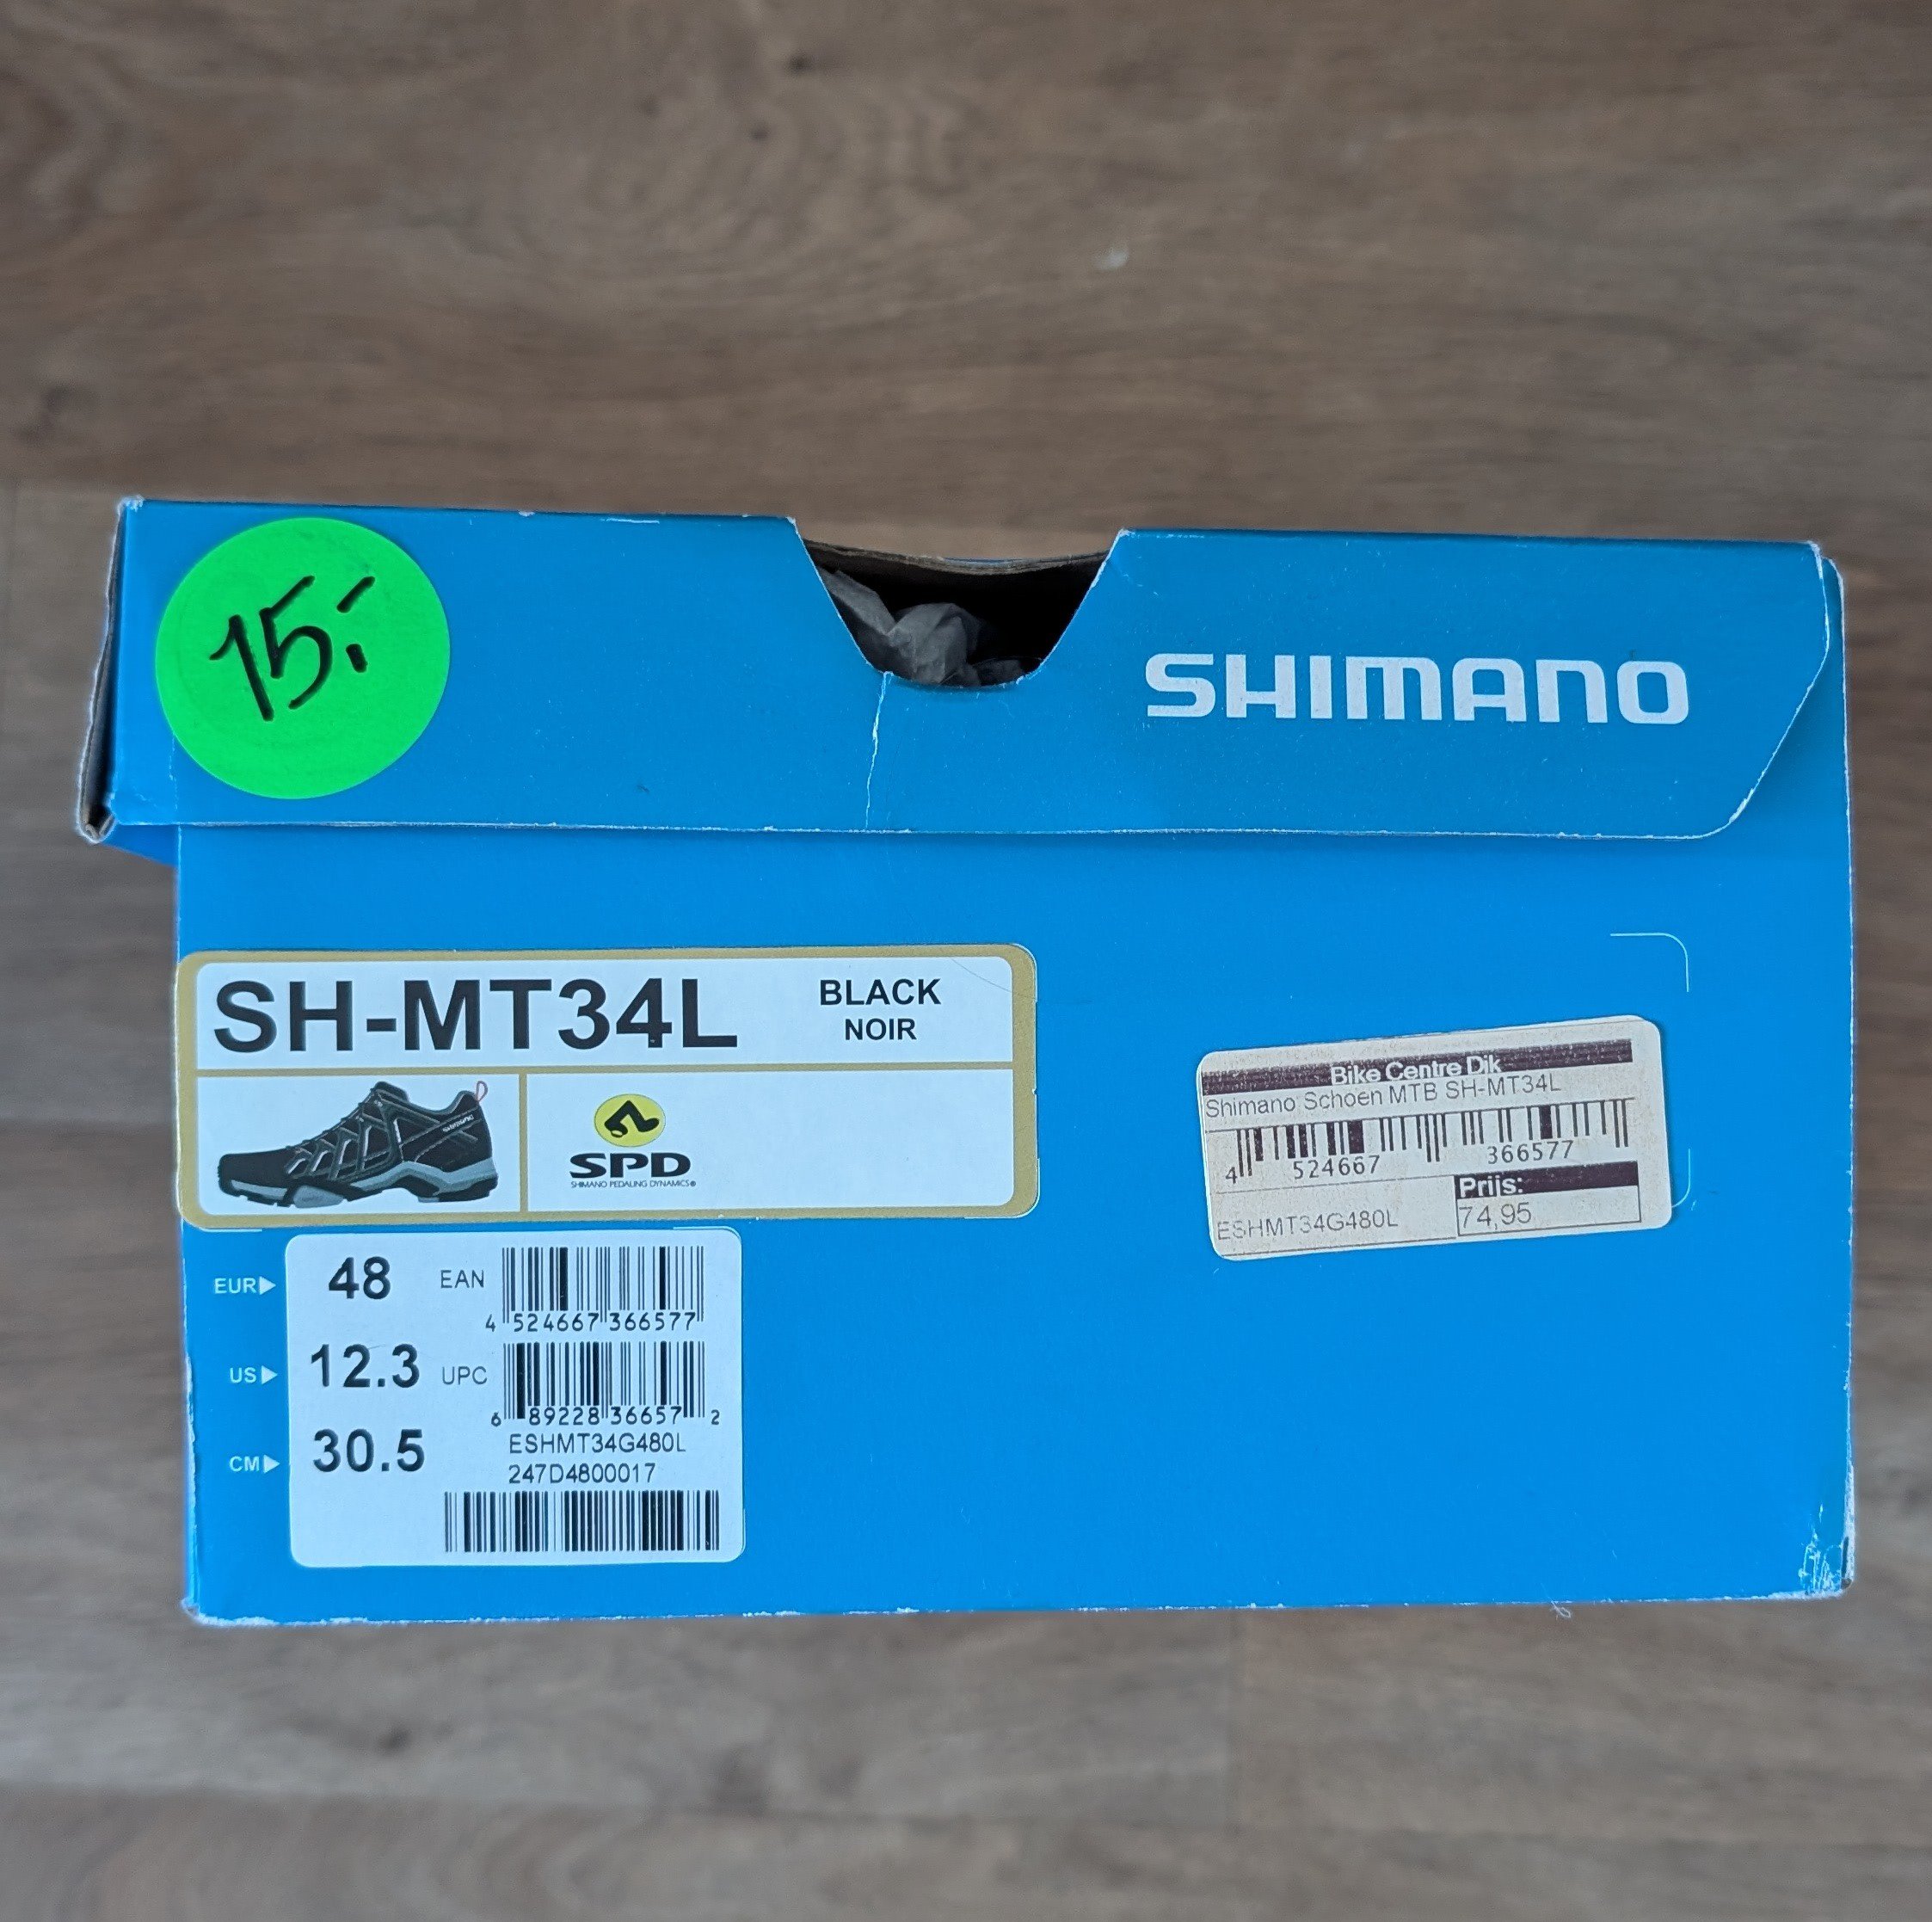 15.-
SHIMANO
SH-MT34L
BLACK
NOIR
SPD
SHIMANO PEDALING DYNAMICS®
Bike Centre Dik
Shimano Schoen MTB SH-MT34L
4 524667 366577
Prijs:
ESHMT34G480L
74,95
EUR 48 EAN
4 524667 366577
US 12.3 UPC
6 89228 36657 2
ESHMT34G480L
CM 30.5
247D4800017